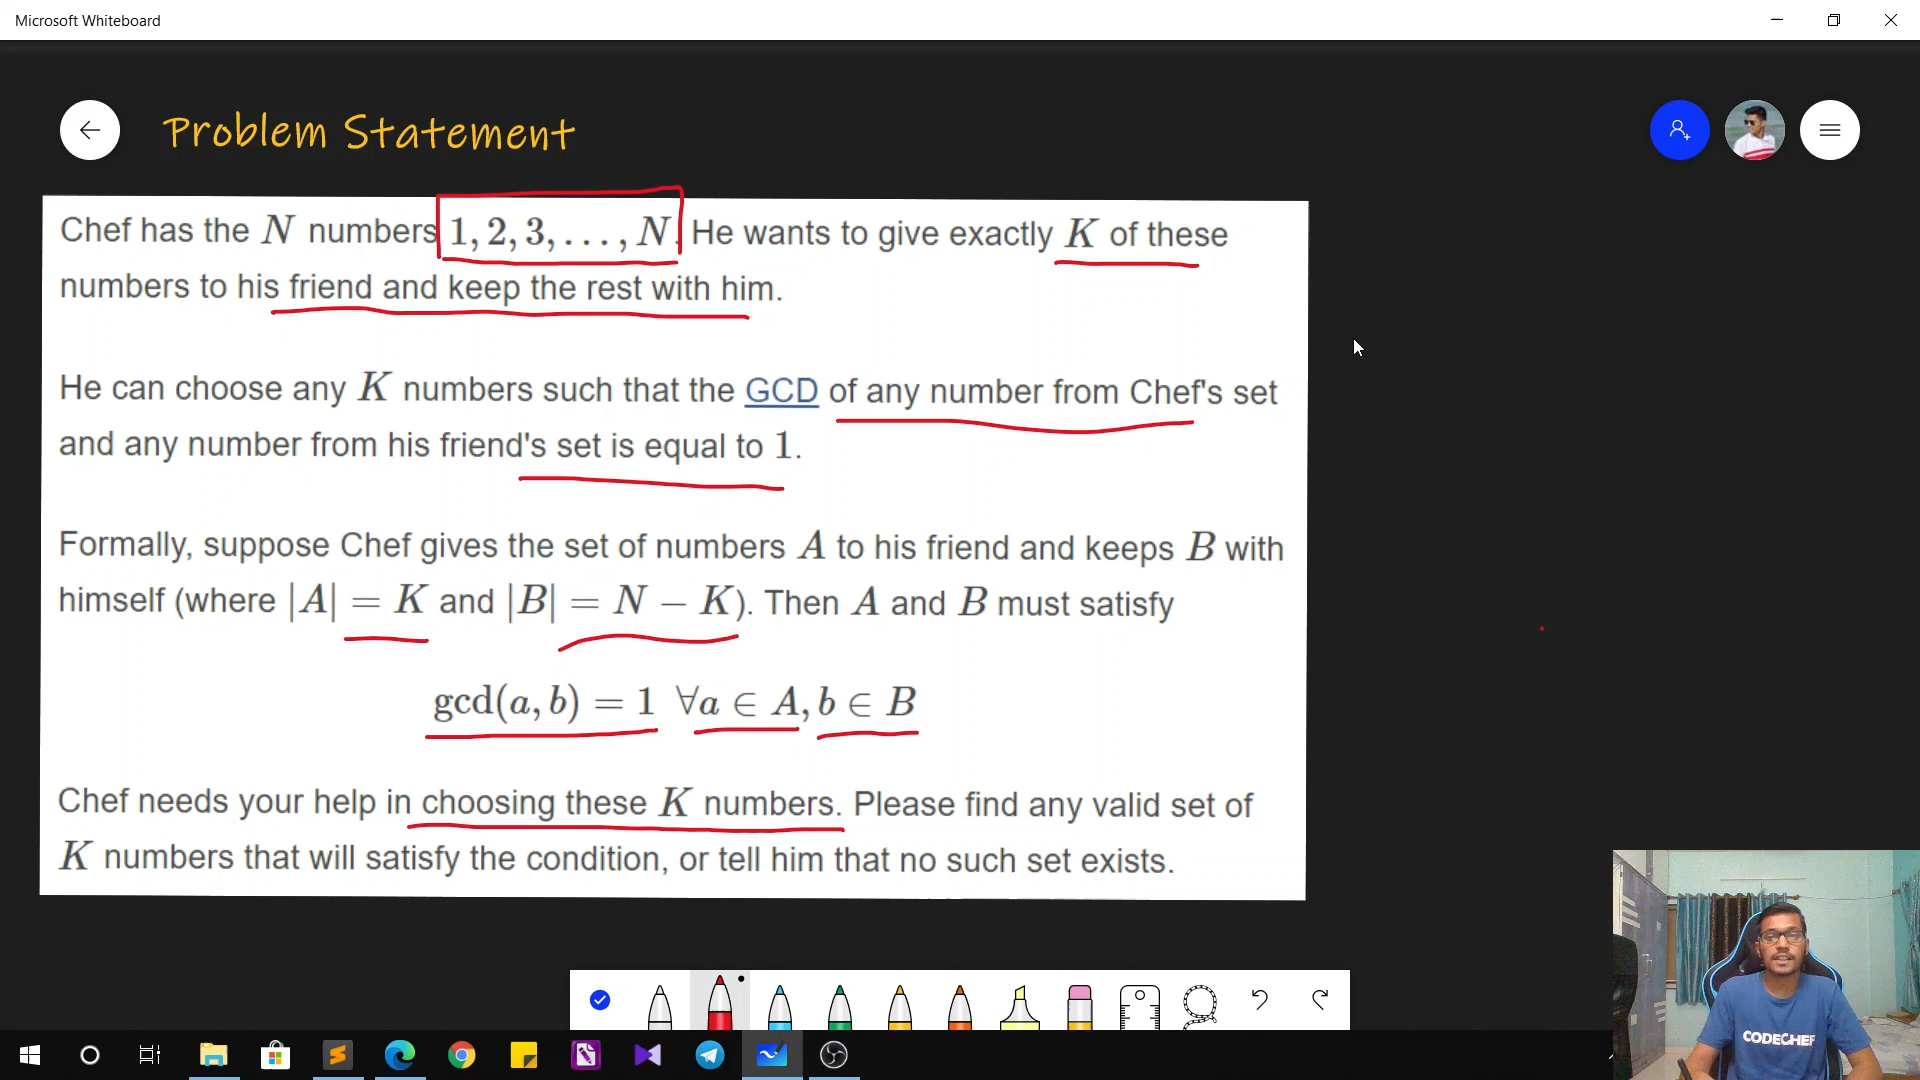 Microsoft Whiteboard
Problem Statement
Chef has the N numbers 1, 2, 3, . . . , N. He wants to give exactly K of these
numbers to his friend and keep the rest with him.
He can choose any K numbers such that the GCD of any number from Chef's set
and any number from his friend's set is equal to 1.
Formally, suppose Chef gives the set of numbers A to his friend and keeps B with
himself (where |A| = K and |B| = N − K). Then A and B must satisfy
gcd(a, b) = 1 ∀a ∈ A, b ∈ B
Chef needs your help in choosing these K numbers. Please find any valid set of
K numbers that will satisfy the condition, or tell him that no such set exists.
CODECHEF